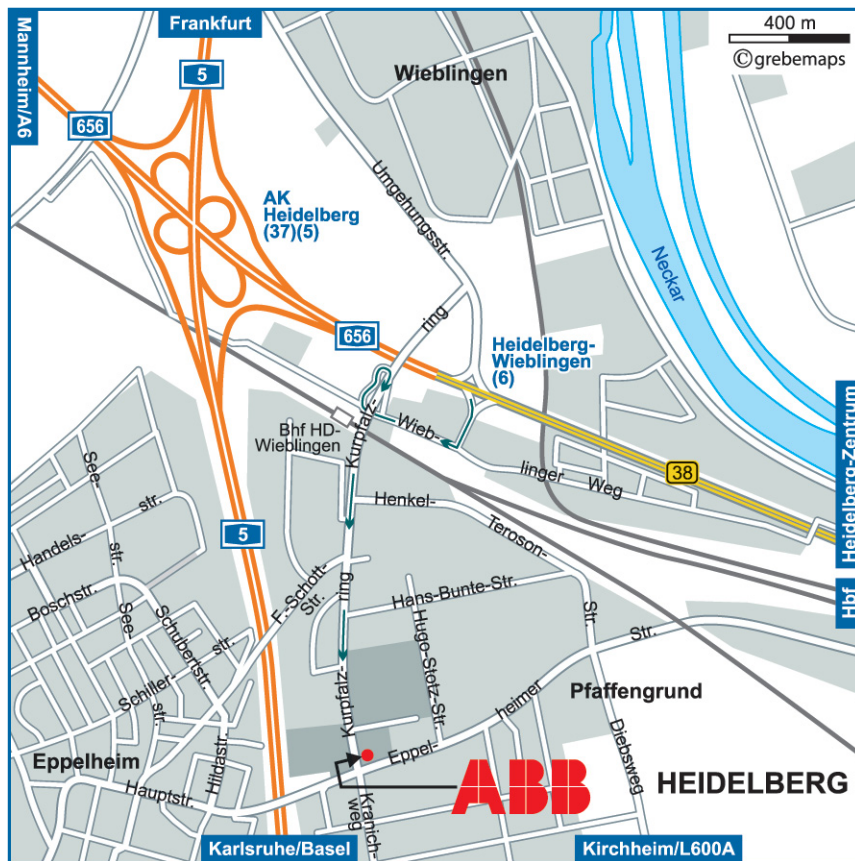 Mannheim/A6
Frankfurt
400 m
©grebemaps
Wieblingen
5
656
AK
Heidelberg
(37)(5)
Umgehungsstr.
Neckar
656
ring
Heidelberg-
Wieblingen
(6)
Kurpfalz-
Bhf HD-
Wieblingen
Wieb-
linger
Weg
38
Heidelberg-Zentrum
Hbf
See-
str.
Handels-
str.
5
Henkel-
Teroson-
Str.
Boschstr.
See-
str.
Schubertstr.
F.-Schott-
Str.
ring
Hans-Bunte-Str.
Hugo-Stotz-Str.
Str.
Schiller-
str.
str.
Kurpfalz-
Pfaffengrund
heimer
Eppel-
Diebsweg
Eppelheim
Hildastr.
Hauptstr.
Kranich-
weg
ABB
HEIDELBERG
Karlsruhe/Basel
Kirchheim/L600A